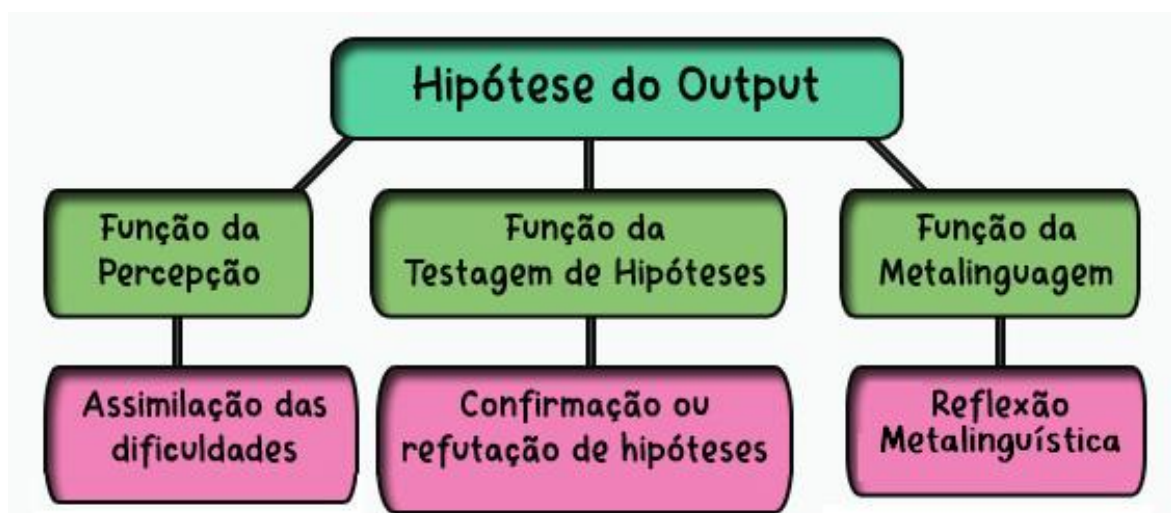 Hipótese do Output
Função da
Percepção
Função da
Testagem de Hipóteses
Função da
Metalinguagem
Assimilação das
dificuldades
Confirmação ou
refutação de hipóteses
Reflexão
Metalinguística